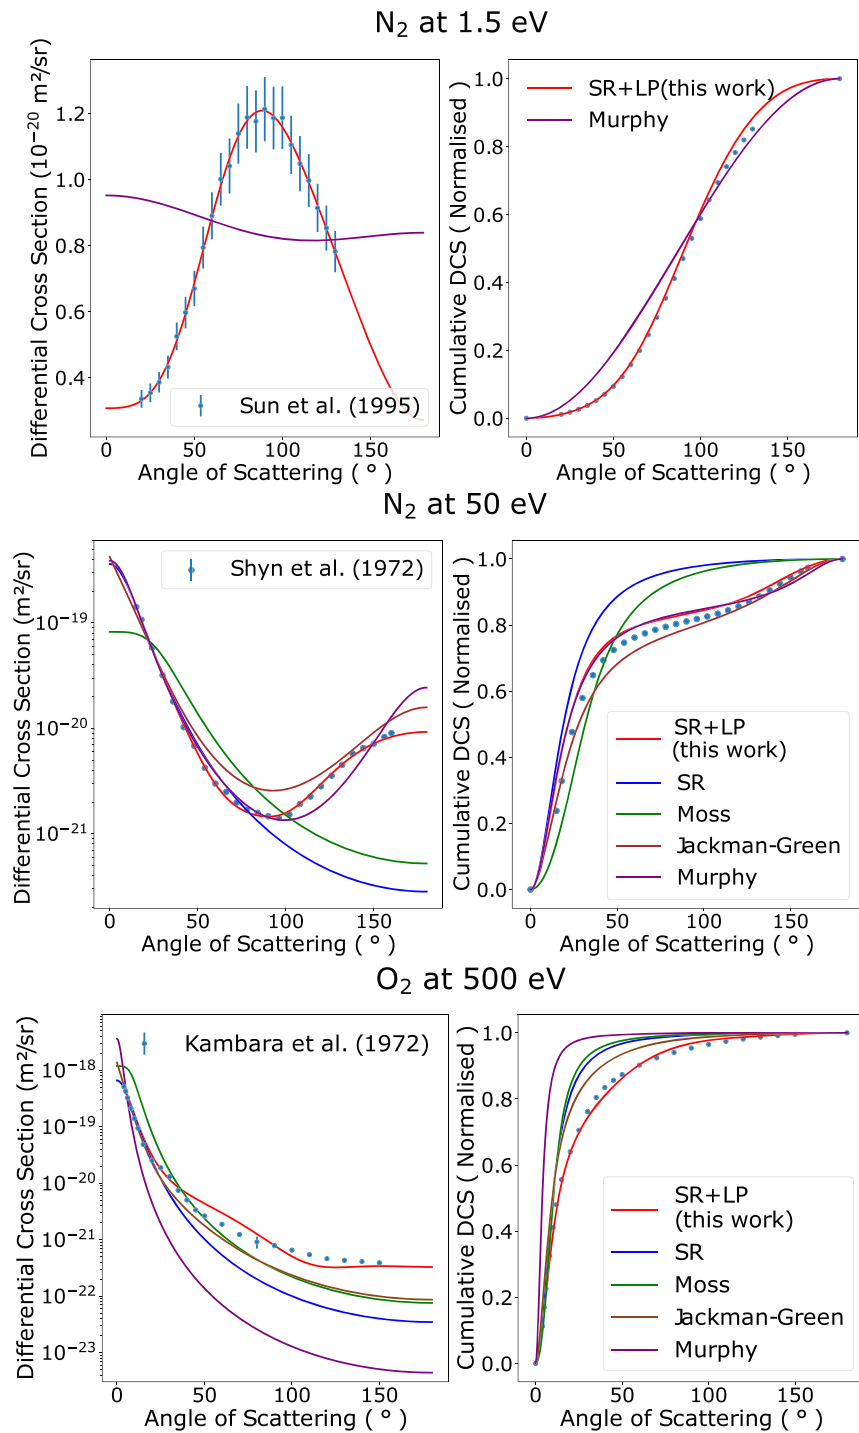 N₂ at 1.5 eV
Differential Cross Section (10⁻²⁰ m²/sr)
1.2
1.0
0.8
0.6
0.4
Sun et al. (1995)
0 50 100 150
Angle of Scattering ( ° )
Cumulative DCS ( Normalised )
1.0
0.8
0.6
0.4
0.2
0.0
SR+LP(this work)
Murphy
0 50 100 150
Angle of Scattering ( ° )
N₂ at 50 eV
Differential Cross Section (m²/sr)
10⁻¹⁹
10⁻²⁰
10⁻²¹
Shyn et al. (1972)
0 50 100 150
Angle of Scattering ( ° )
Cumulative DCS ( Normalised )
1.0
0.8
0.6
0.4
0.2
0.0
SR+LP
(this work)
SR
Moss
Jackman-Green
Murphy
0 50 100 150
Angle of Scattering ( ° )
O₂ at 500 eV
Differential Cross Section (m²/sr)
10⁻¹⁸
10⁻¹⁹
10⁻²⁰
10⁻²¹
10⁻²²
10⁻²³
Kambara et al. (1972)
0 50 100 150
Angle of Scattering ( ° )
Cumulative DCS ( Normalised )
1.0
0.8
0.6
0.4
0.2
0.0
SR+LP
(this work)
SR
Moss
Jackman-Green
Murphy
0 50 100 150
Angle of Scattering ( ° )